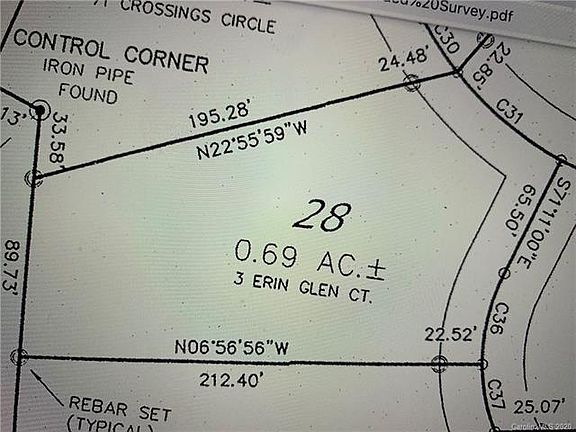 CROSSINGS CIRCLE
%20Survey.pdf
CONTROL CORNER
IRON PIPE
FOUND
13'
33.58'
195.28'
N22°55'59"W
24.48'
C30
22.85'
C31
S71°11'00"E
65.50'
28
0.69 AC.±
3 ERIN GLEN CT.
89.73'
N06°56'56"W
212.40'
22.52'
C36
C37
25.07'
REBAR SET
(TYPICAL)